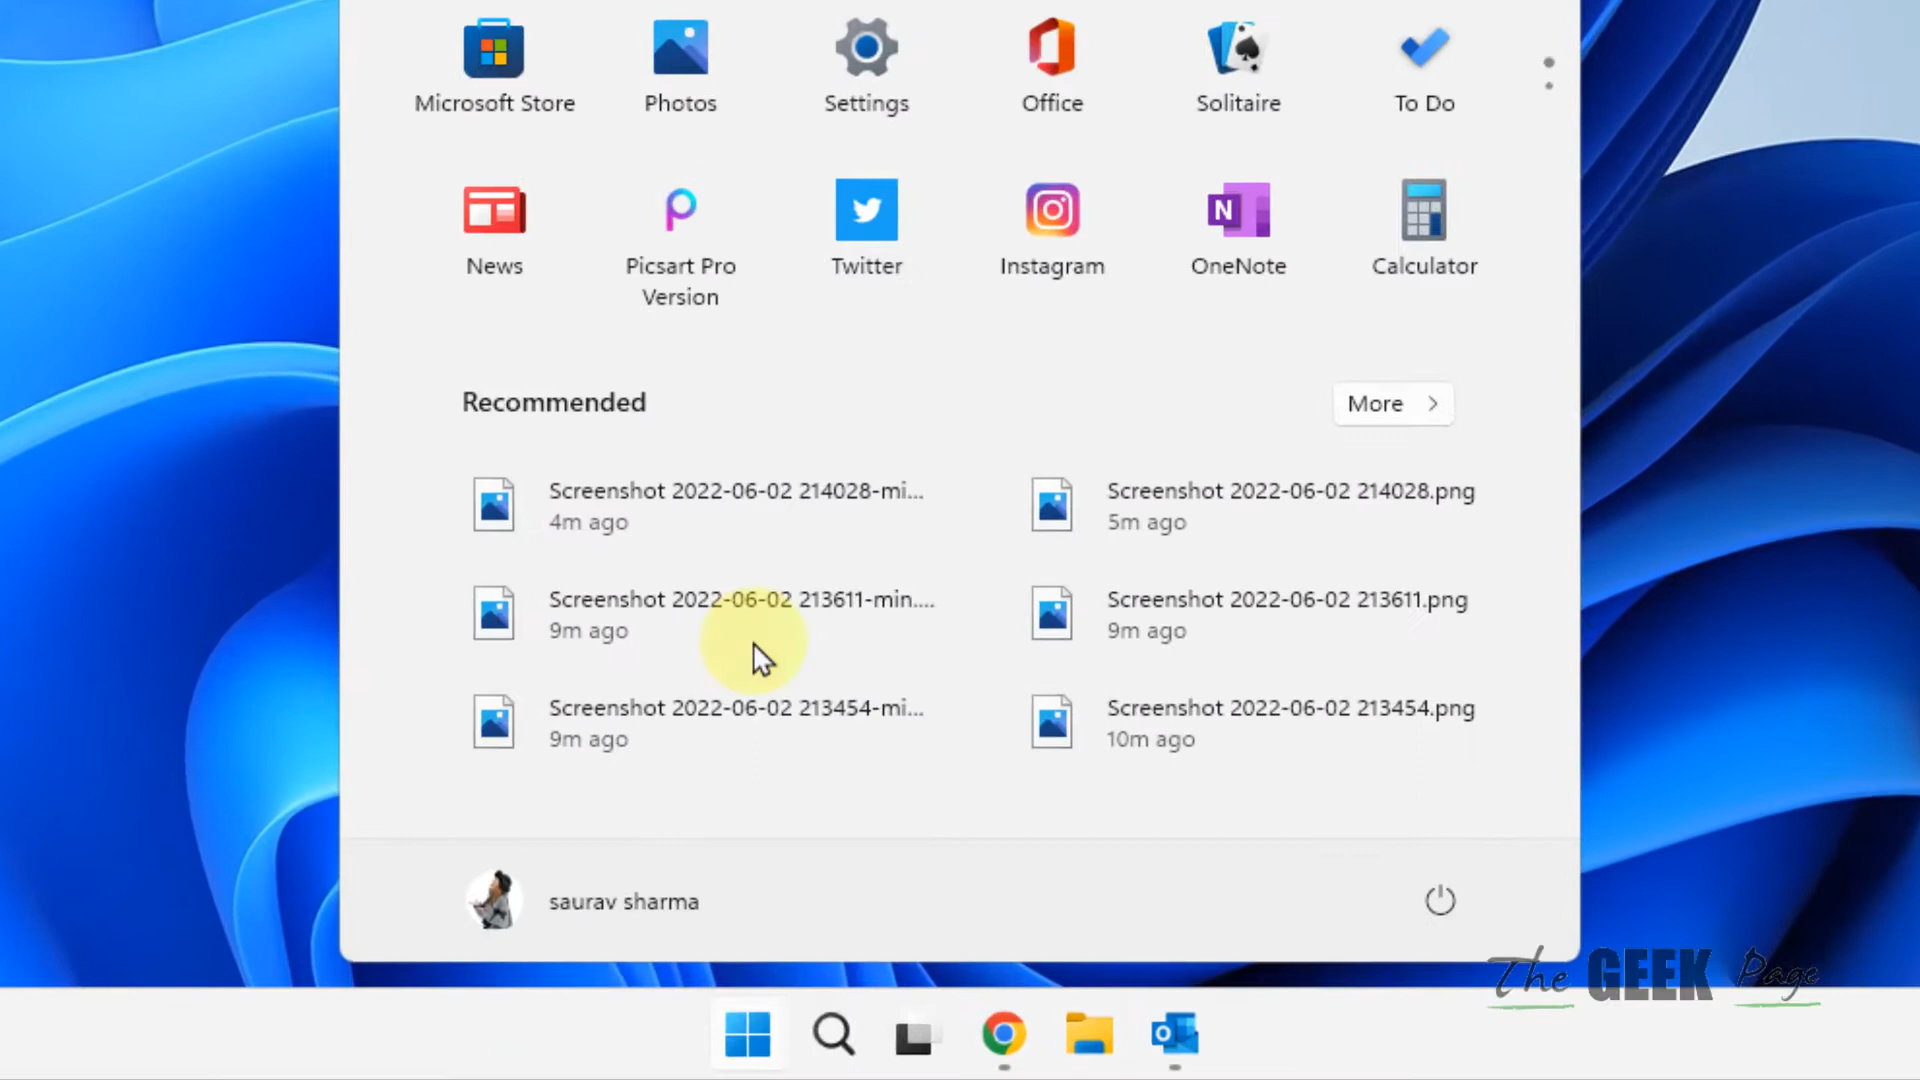 Microsoft Store Photos Settings Office Solitaire To Do
News Picsart Pro Version Twitter Instagram OneNote Calculator
Recommended More
Screenshot 2022-06-02 214028-mi... Screenshot 2022-06-02 214028.png
4m ago 5m ago
Screenshot 2022-06-02 213611-min.... Screenshot 2022-06-02 213611.png
9m ago 9m ago
Screenshot 2022-06-02 213454-mi... Screenshot 2022-06-02 213454.png
9m ago 10m ago
saurav sharma
The GEEK Page